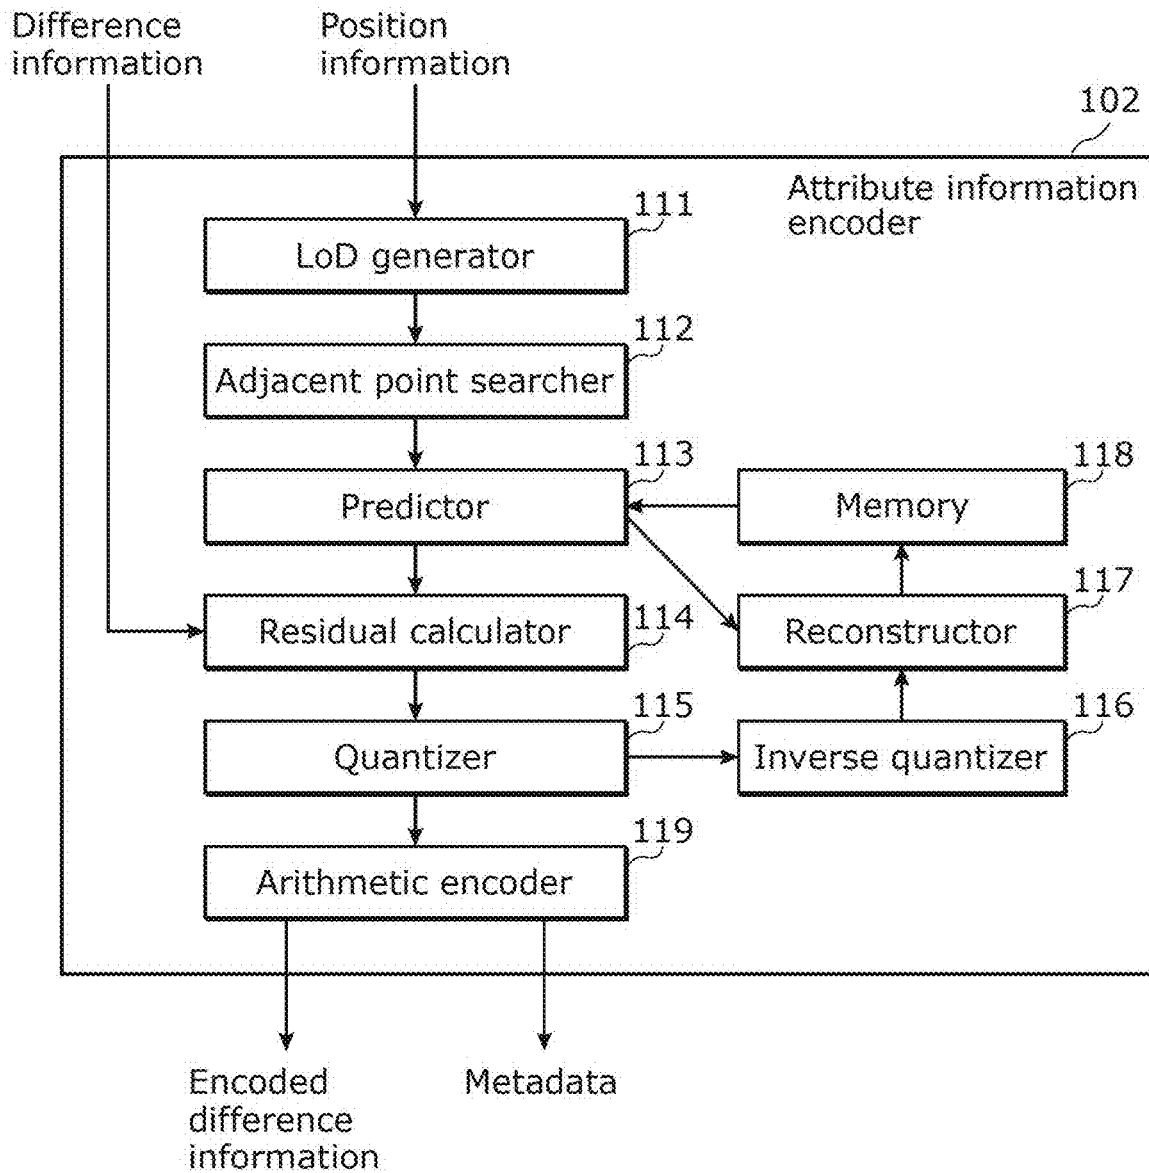 Difference
information
Position
information
102
Attribute information
encoder
111
LoD generator
112
Adjacent point searcher
113
Predictor
118
Memory
114
Residual calculator
117
Reconstructor
115
Quantizer
116
Inverse quantizer
119
Arithmetic encoder
Encoded
difference
information
Metadata